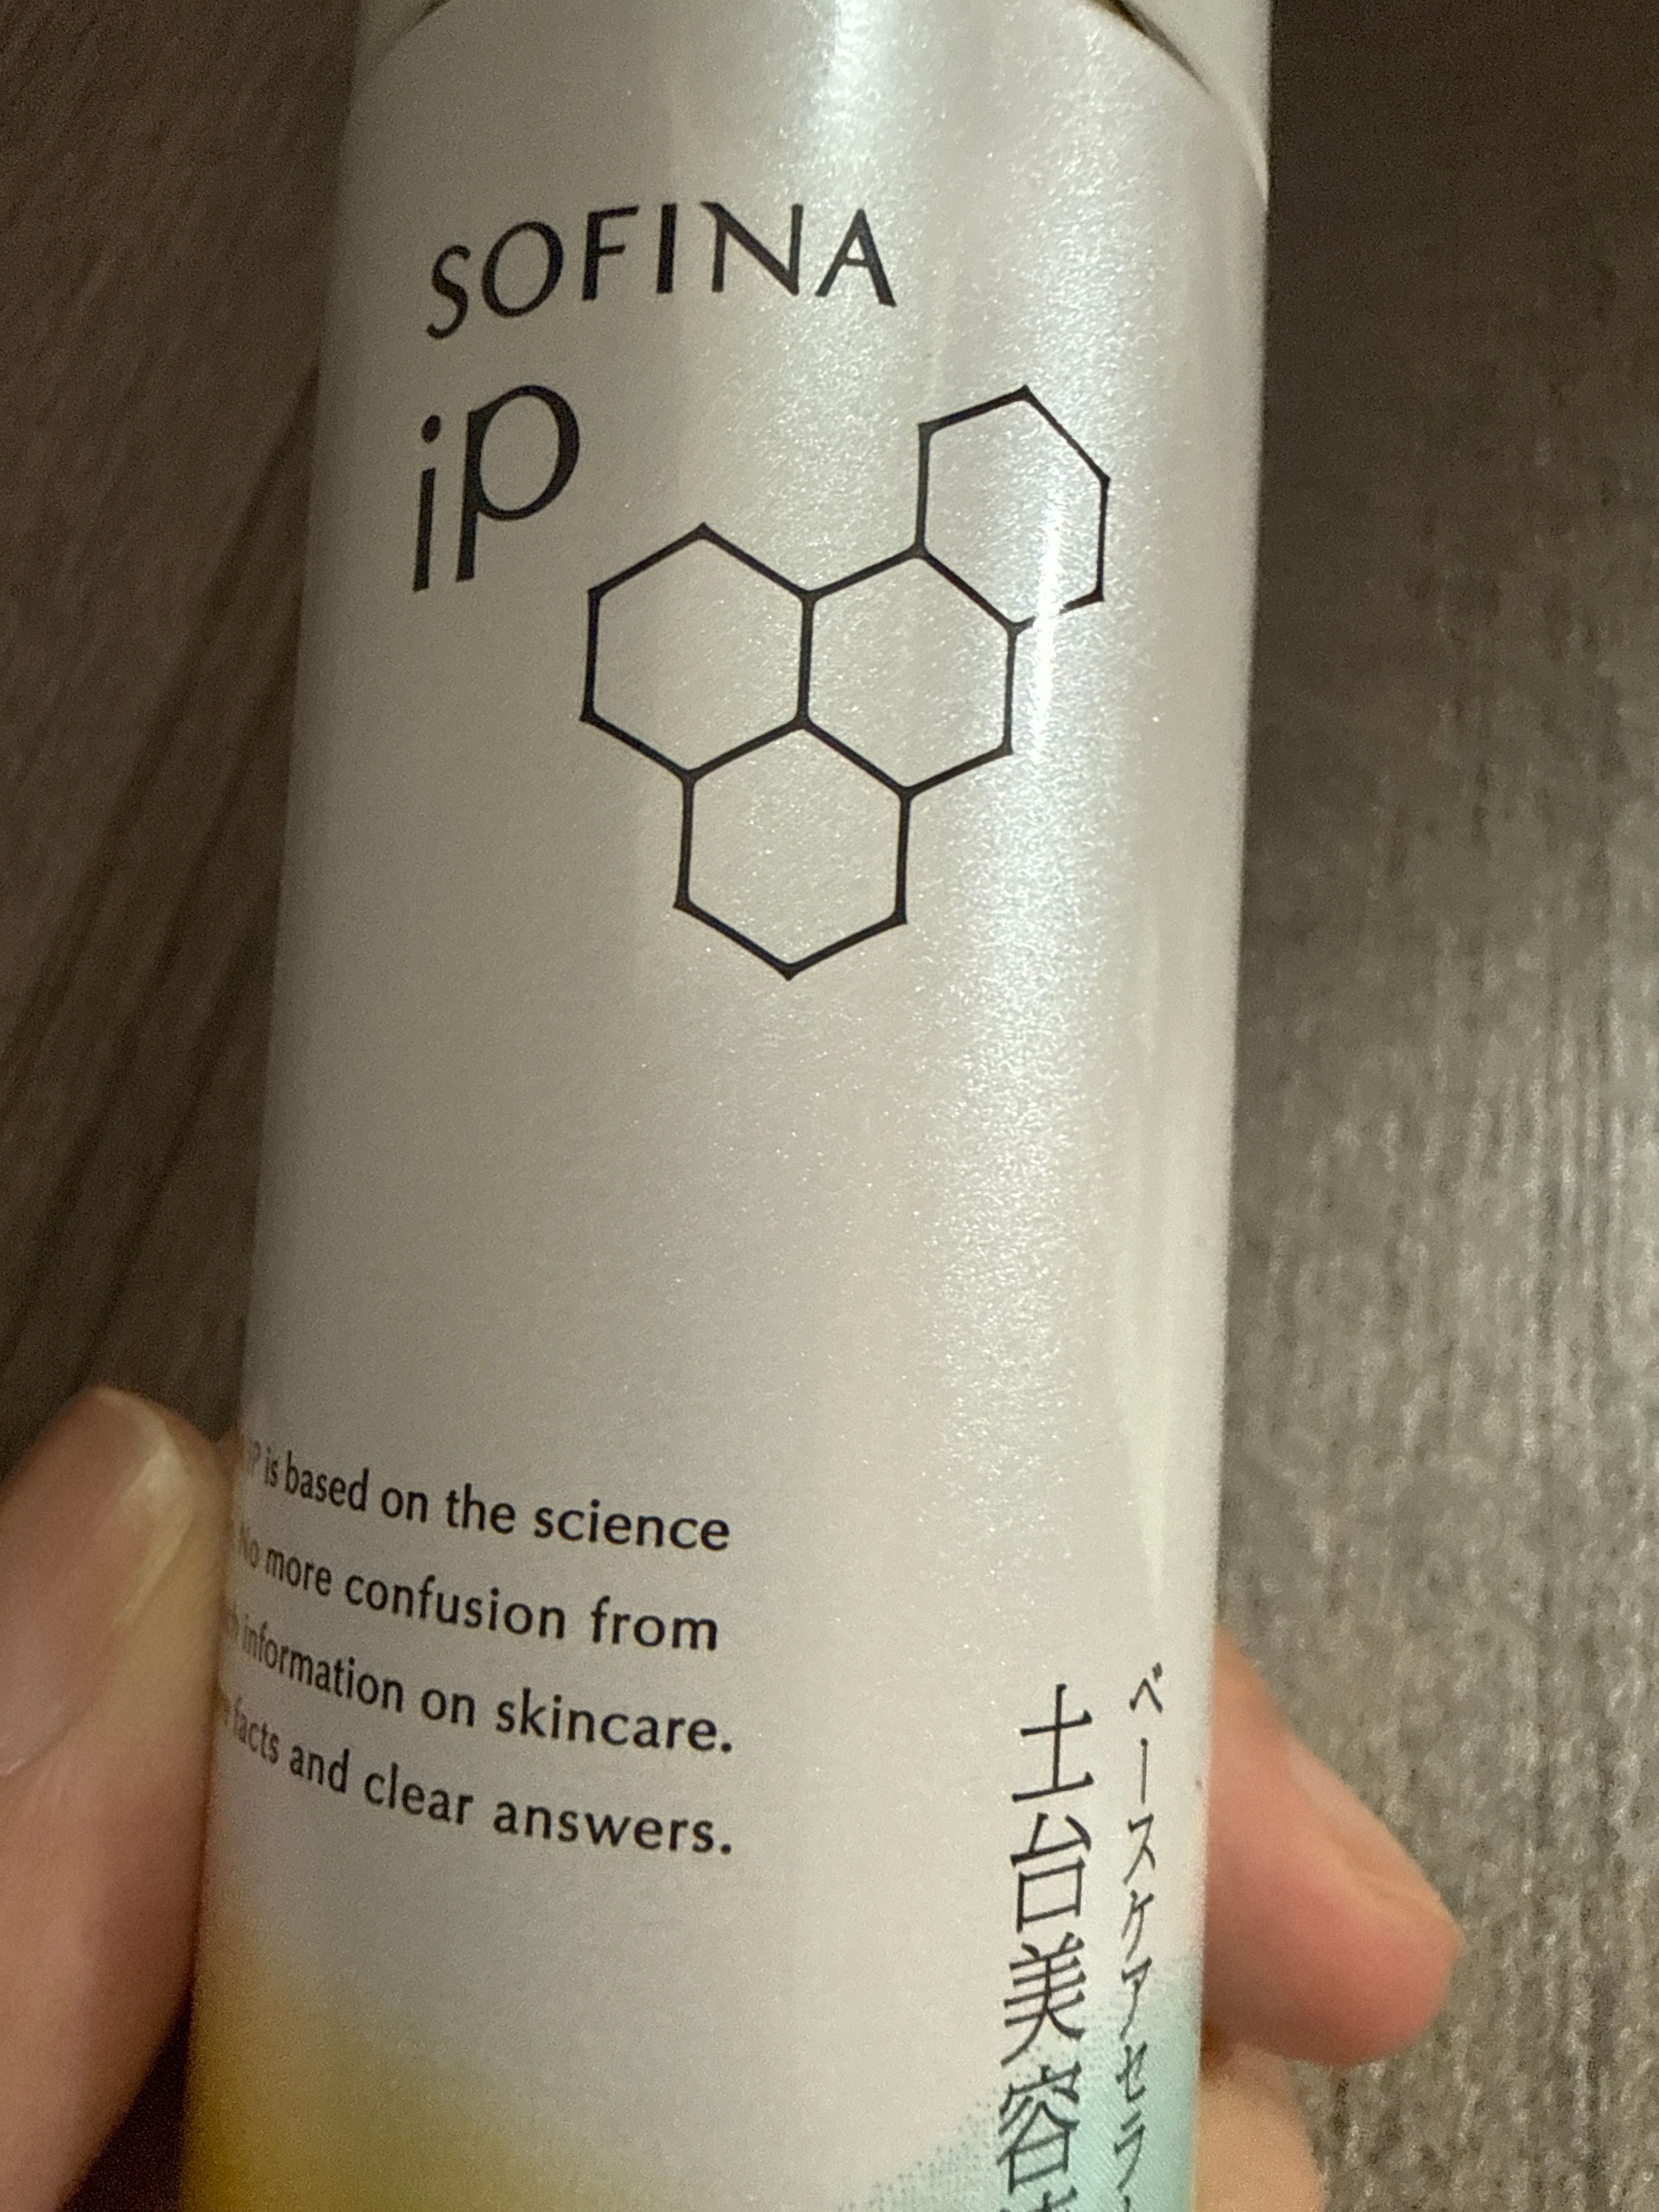 SOFINA
iP
iP is based on the science
No more confusion from
information on skincare.
facts and clear answers.
ベースケアセラ
土台美容